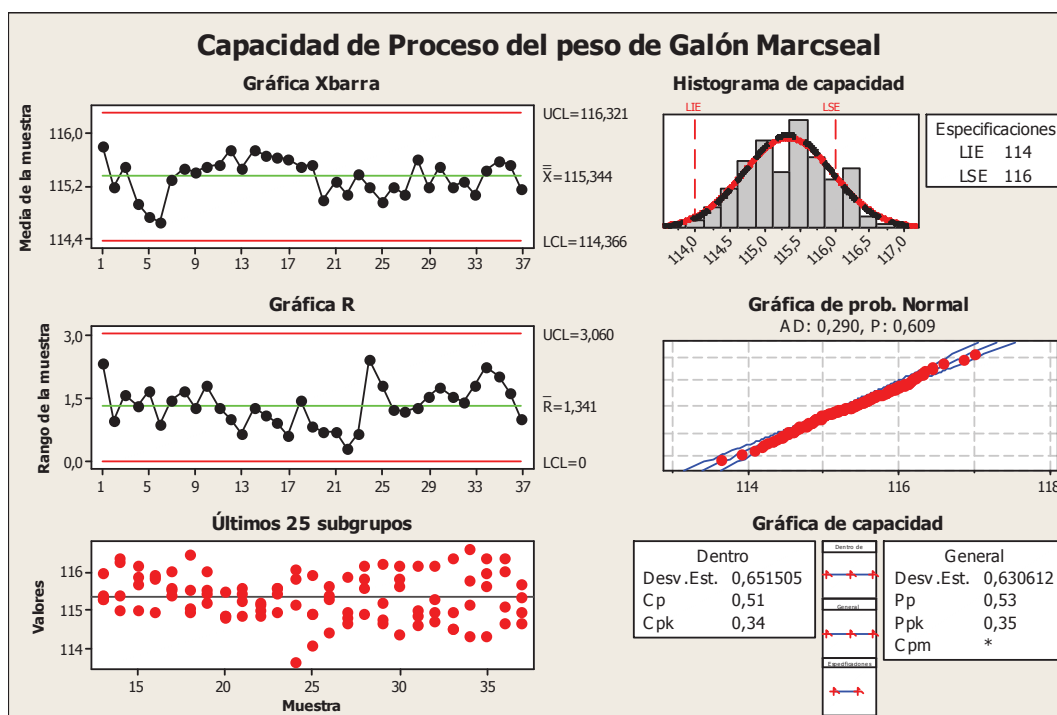 Capacidad de Proceso del peso de Galón Marcseal
Gráfica Xbarra
Media de la muestra
116,0
115,2
114,4
1 5 9 13 17 21 25 29 33 37
UCL=116,321
X=115,344
LCL=114,366
Gráfica R
Rango de la muestra
3,0
1,5
0,0
1 5 9 13 17 21 25 29 33 37
UCL=3,060
R=1,341
LCL=0
Últimos 25 subgrupos
Valores
116
115
114
15 20 25 30 35
Muestra
Histograma de capacidad
LIE LSE
114,0 114,5 115,0 115,5 116,0 116,5 117,0
Especificaciones
LIE 114
LSE 116
Gráfica de prob. Normal
AD: 0,290, P: 0,609
114 116 118
Gráfica de capacidad
Dentro
Desv.Est. 0,651505
Cp 0,51
Cpk 0,34
Dentro de
General
Especificaciones
General
Desv.Est. 0,630612
Pp 0,53
Ppk 0,35
Cpm *